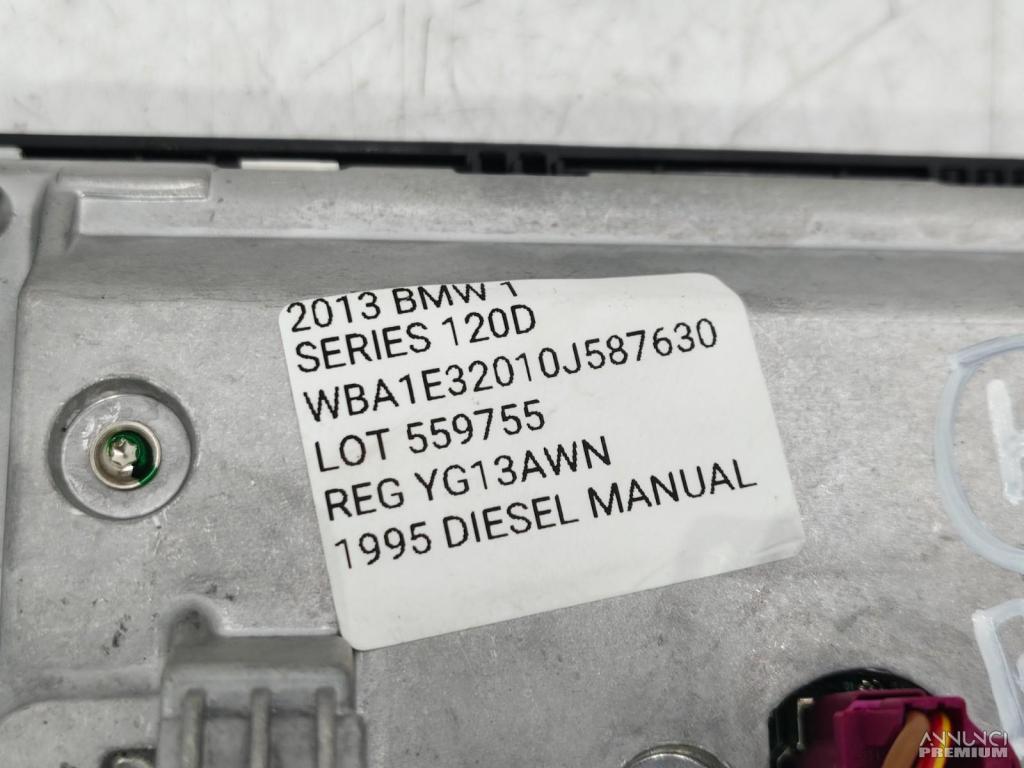 2013 BMW 1
SERIES 120D
WBA1E32010J587630
LOT 559755
REG YG13AWN
1995 DIESEL MANUAL
ANNUNCI
PREMIUM